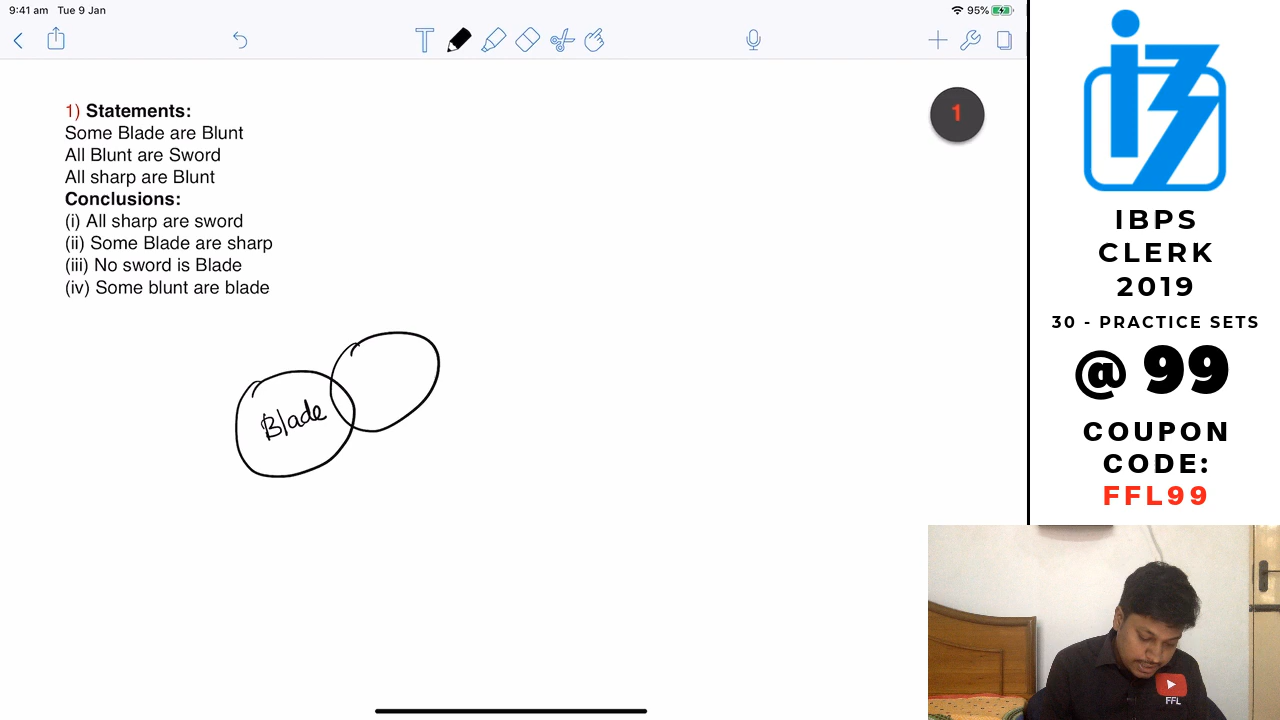 9:41 am Tue 9 Jan
95%
T
1) Statements:
Some Blade are Blunt
All Blunt are Sword
All sharp are Blunt
Conclusions:
(i) All sharp are sword
(ii) Some Blade are sharp
(iii) No sword is Blade
(iv) Some blunt are blade
Blade
1
IBPS
CLERK
2019
30 - PRACTICE SETS
@ 99
COUPON
CODE:
FFL99
FFL